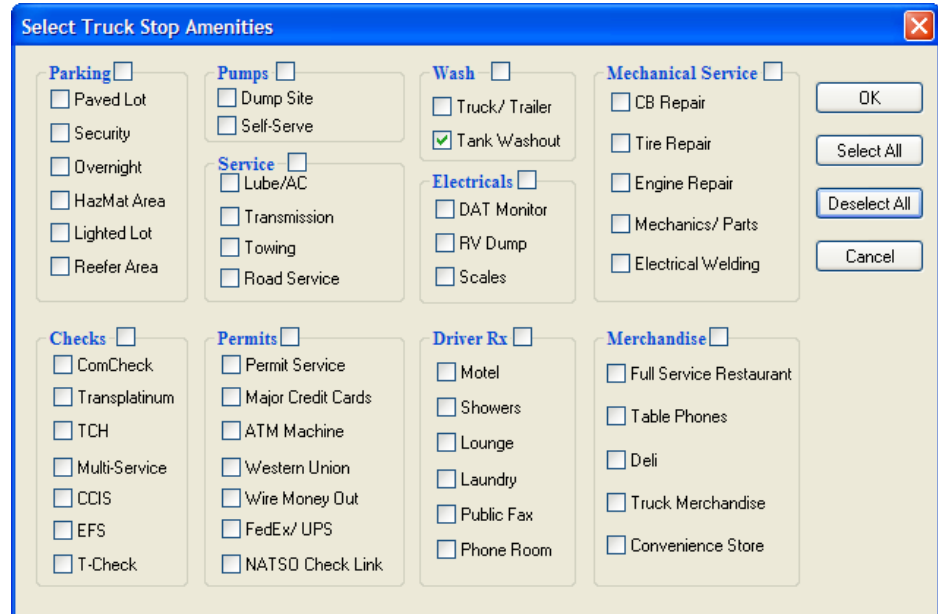 Select Truck Stop Amenities
Parking
Paved Lot
Security
Overnight
HazMat Area
Lighted Lot
Reefer Area
Pumps
Dump Site
Self-Serve
Service
Lube/AC
Transmission
Towing
Road Service
Wash
Truck/ Trailer
Tank Washout
Electricals
DAT Monitor
RV Dump
Scales
Mechanical Service
CB Repair
Tire Repair
Engine Repair
Mechanics/ Parts
Electrical Welding
OK
Select All
Deselect All
Cancel
Checks
ComCheck
Transplatinum
TCH
Multi-Service
CCIS
EFS
T-Check
Permits
Permit Service
Major Credit Cards
ATM Machine
Western Union
Wire Money Out
FedEx/ UPS
NATSO Check Link
Driver Rx
Motel
Showers
Lounge
Laundry
Public Fax
Phone Room
Merchandise
Full Service Restaurant
Table Phones
Deli
Truck Merchandise
Convenience Store